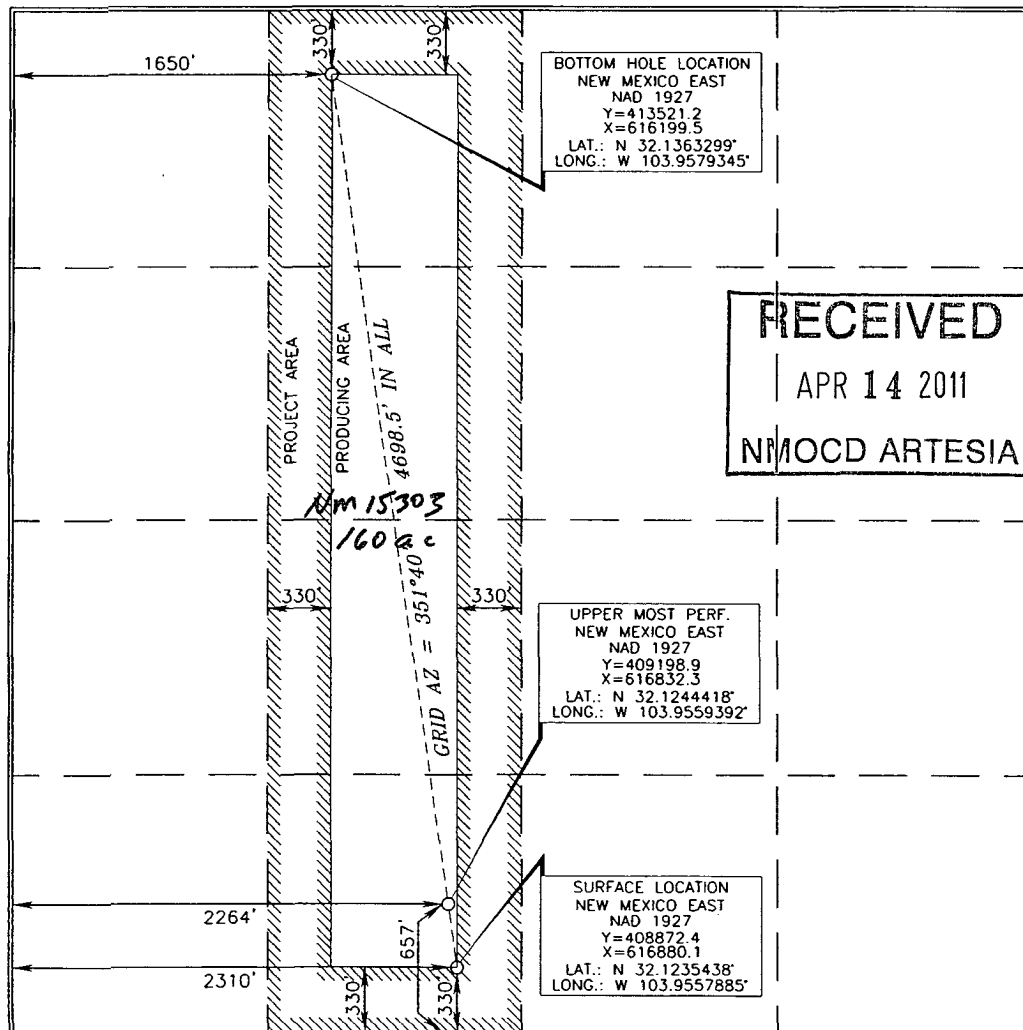 330'
330'
1650'
BOTTOM HOLE LOCATION
NEW MEXICO EAST
NAD 1927
Y=413521.2
X=616199.5
LAT.: N 32.1363299°
LONG.: W 103.9579345°
RECEIVED
APR 14 2011
NMOCD ARTESIA
PROJECT AREA
PRODUCING AREA
4698.5' IN ALL
Nm 15303
160 ac
GRID AZ = 351°40'
330'
330'
UPPER MOST PERF.
NEW MEXICO EAST
NAD 1927
Y=409198.9
X=616832.3
LAT.: N 32.1244418°
LONG.: W 103.9559392°
2264'
657'
2310'
330'
330'
SURFACE LOCATION
NEW MEXICO EAST
NAD 1927
Y=408872.4
X=616880.1
LAT.: N 32.1235438°
LONG.: W 103.9557885°